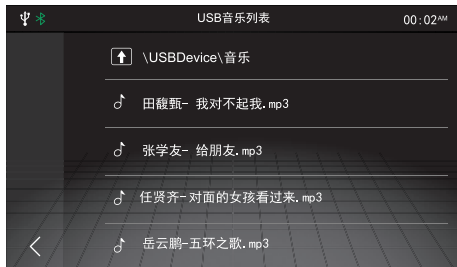 USB音乐列表
00:02AM
\USBDevice\音乐
田馥甄- 我对不起我.mp3
张学友- 给朋友.mp3
任贤齐-对面的女孩看过来.mp3
岳云鹏-五环之歌.mp3